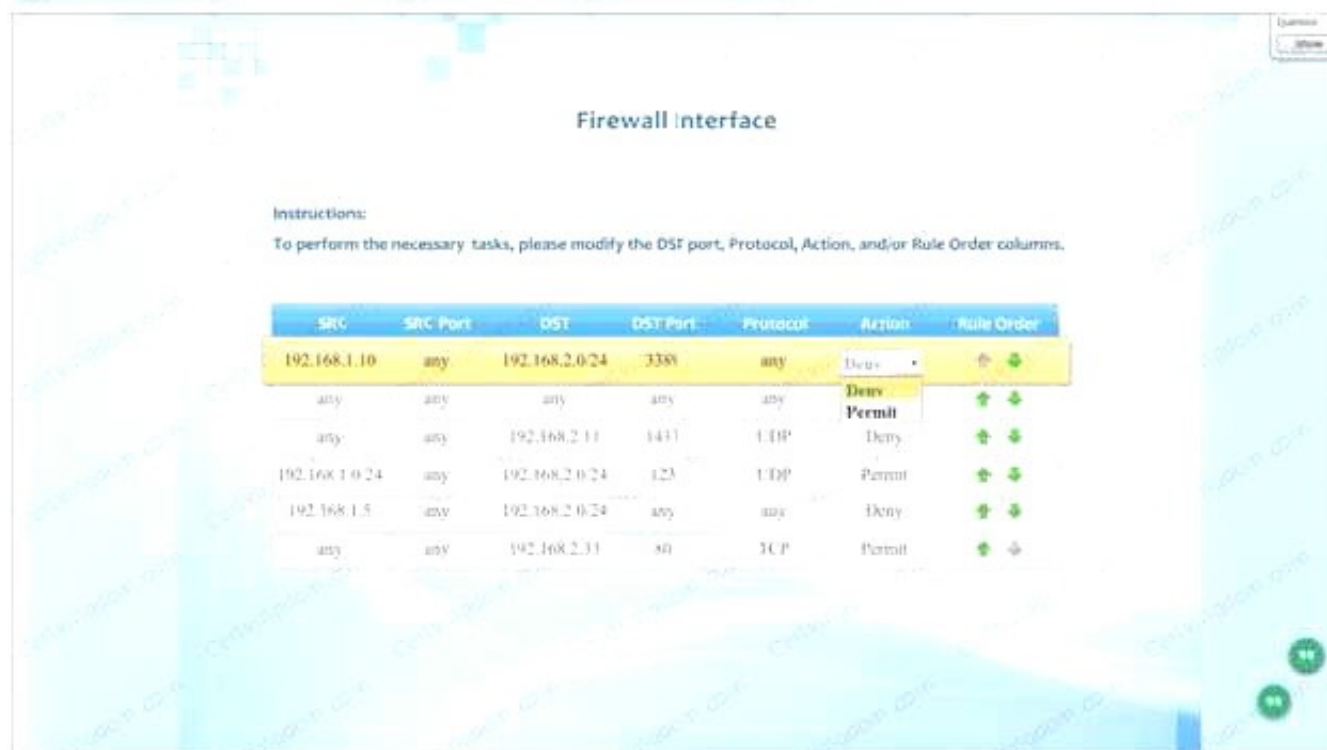 Show
Firewall Interface
Instructions:
To perform the necessary tasks, please modify the DST port, Protocol, Action, and/or Rule Order columns.
SRC SRC Port DST DST Port Protocol Action Rule Order
192.168.1.10 any 192.168.2.0/24 any Deny
Deny
Permit
any any any any any
any any 192.168.2.11 UDP Deny
192.168.1.0/24 any 192.168.2.0/24 123 UDP Permit
192.168.1.5 any 192.168.2.0/24 any any Deny
any any 192.168.2.33 80 TCP Permit